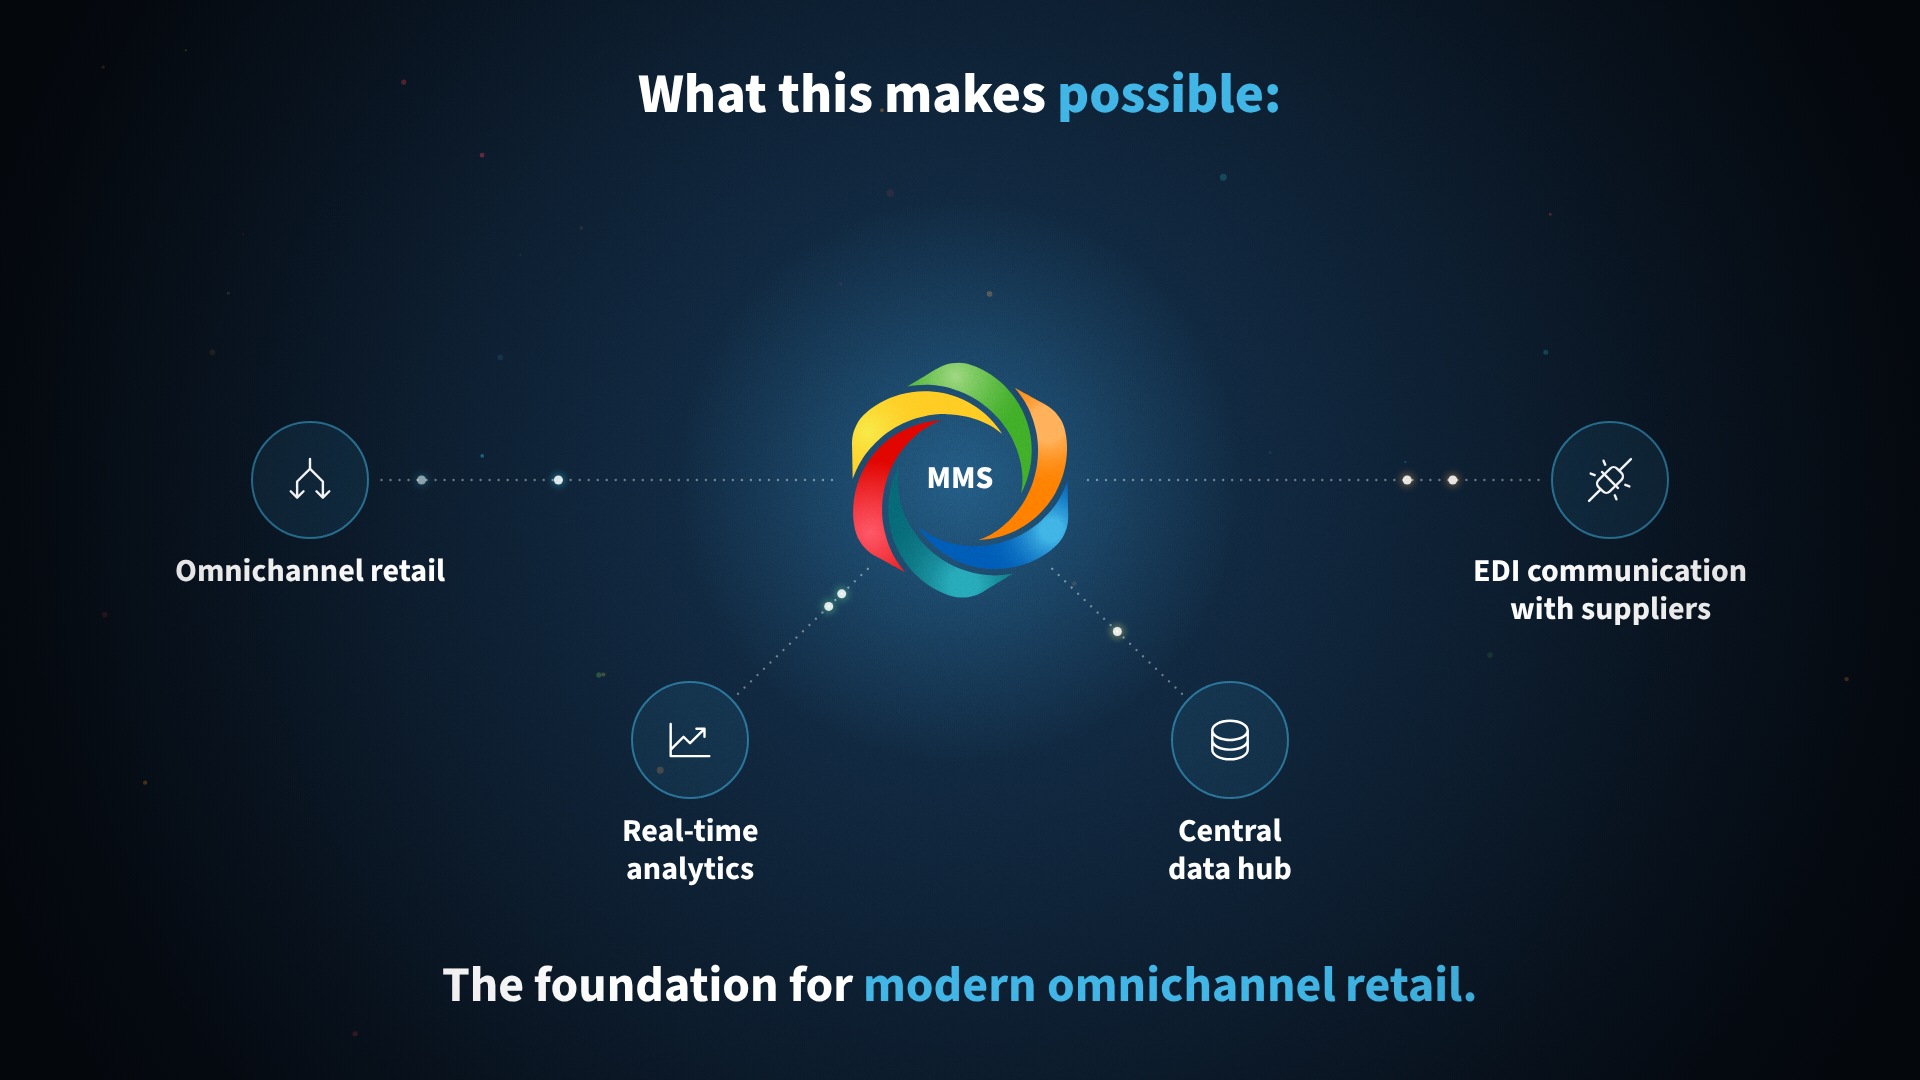 What this makes possible:
MMS
Omnichannel retail
EDI communication
with suppliers
Real-time
analytics
Central
data hub
The foundation for modern omnichannel retail.